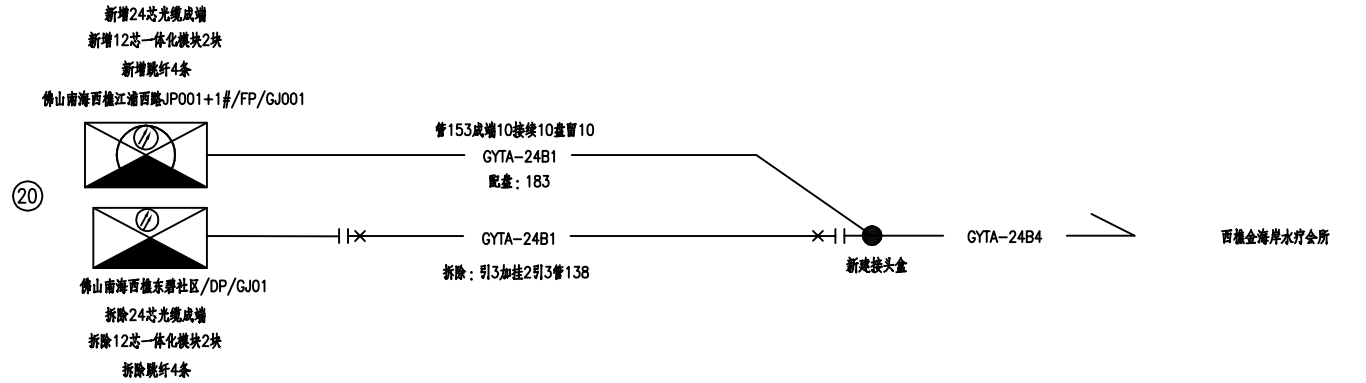 新增24芯光缆成端
新增12芯一体化模块2块
新增跳纤4条
佛山南海西樵江浦西路JP001+1#/FP/GJ001
管153成端10接续10盘留10
GYTA-24B1
配盘：183
20
GYTA-24B1
GYTA-24B4
西樵金海岸水疗会所
拆除：引3加挂2引3管138
新建接头盒
佛山南海西樵东碧社区/DP/GJ01
拆除24芯光缆成端
拆除12芯一体化模块2块
拆除跳纤4条